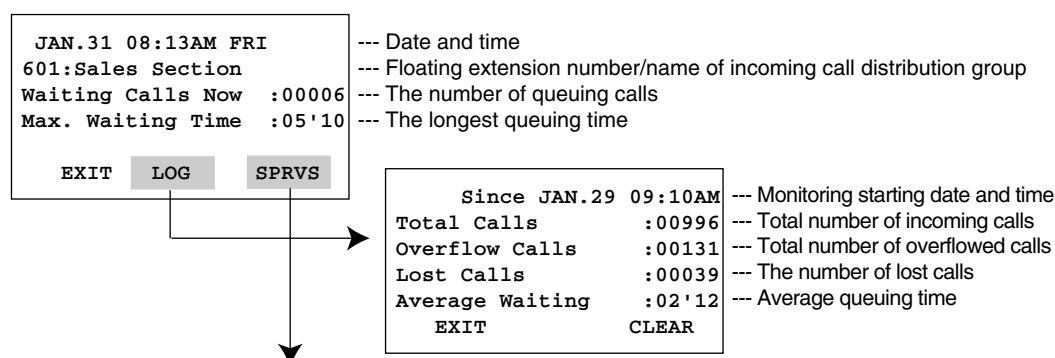 JAN.31 08:13AM FRI --- Date and time
601:Sales Section --- Floating extension number/name of incoming call distribution group
Waiting Calls Now :00006 --- The number of queuing calls
Max. Waiting Time :05'10 --- The longest queuing time
EXIT LOG SPRVS
Since JAN.29 09:10AM --- Monitoring starting date and time
Total Calls :00996 --- Total number of incoming calls
Overflow Calls :00131 --- Total number of overflowed calls
Lost Calls :00039 --- The number of lost calls
Average Waiting :02'12 --- Average queuing time
EXIT CLEAR